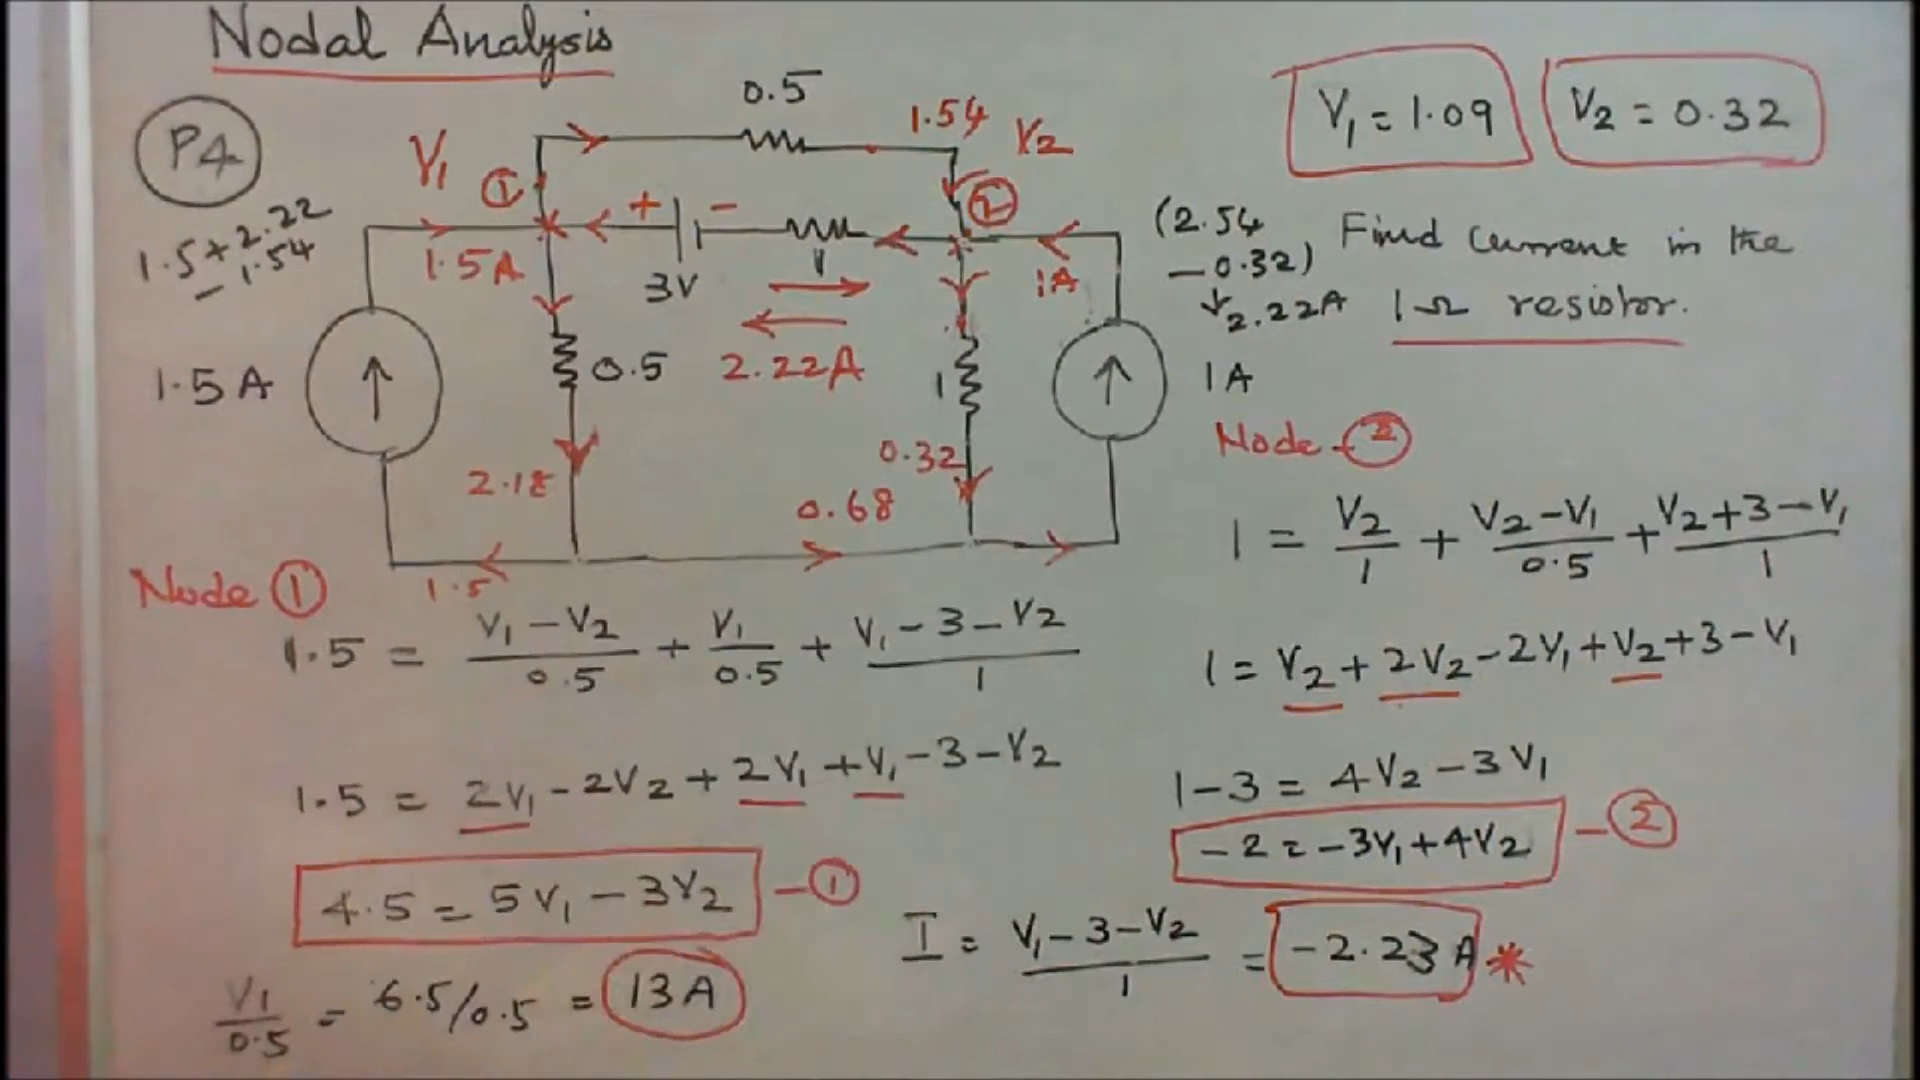 Nodal Analysis
P4
V₁ = 1.09
V₂ = 0.32
0.5
1.54
V₂
V₁
①
②
1.5 + 2.22
- 1.54
1.5A
+
-
3V
1
1A
(2.54
- 0.32)
↓ 2.22A
Find current in the
1Ω resistor.
1.5A
0.5
2.22A
1
1A
2.18
0.32
0.68
1.5
Node ①
1.5 = (V₁ - V₂)/0.5 + V₁/0.5 + (V₁ - 3 - V₂)/1
1.5 = 2V₁ - 2V₂ + 2V₁ + V₁ - 3 - V₂
4.5 = 5V₁ - 3V₂ - ①
V₁/0.5 = 6.5/0.5 = 13A
Node - ②
1 = V₂/1 + (V₂ - V₁)/0.5 + (V₂ + 3 - V₁)/1
1 = V₂ + 2V₂ - 2V₁ + V₂ + 3 - V₁
1 - 3 = 4V₂ - 3V₁
- 2 = - 3V₁ + 4V₂ - ②
I = (V₁ - 3 - V₂)/1 = -2.23A *